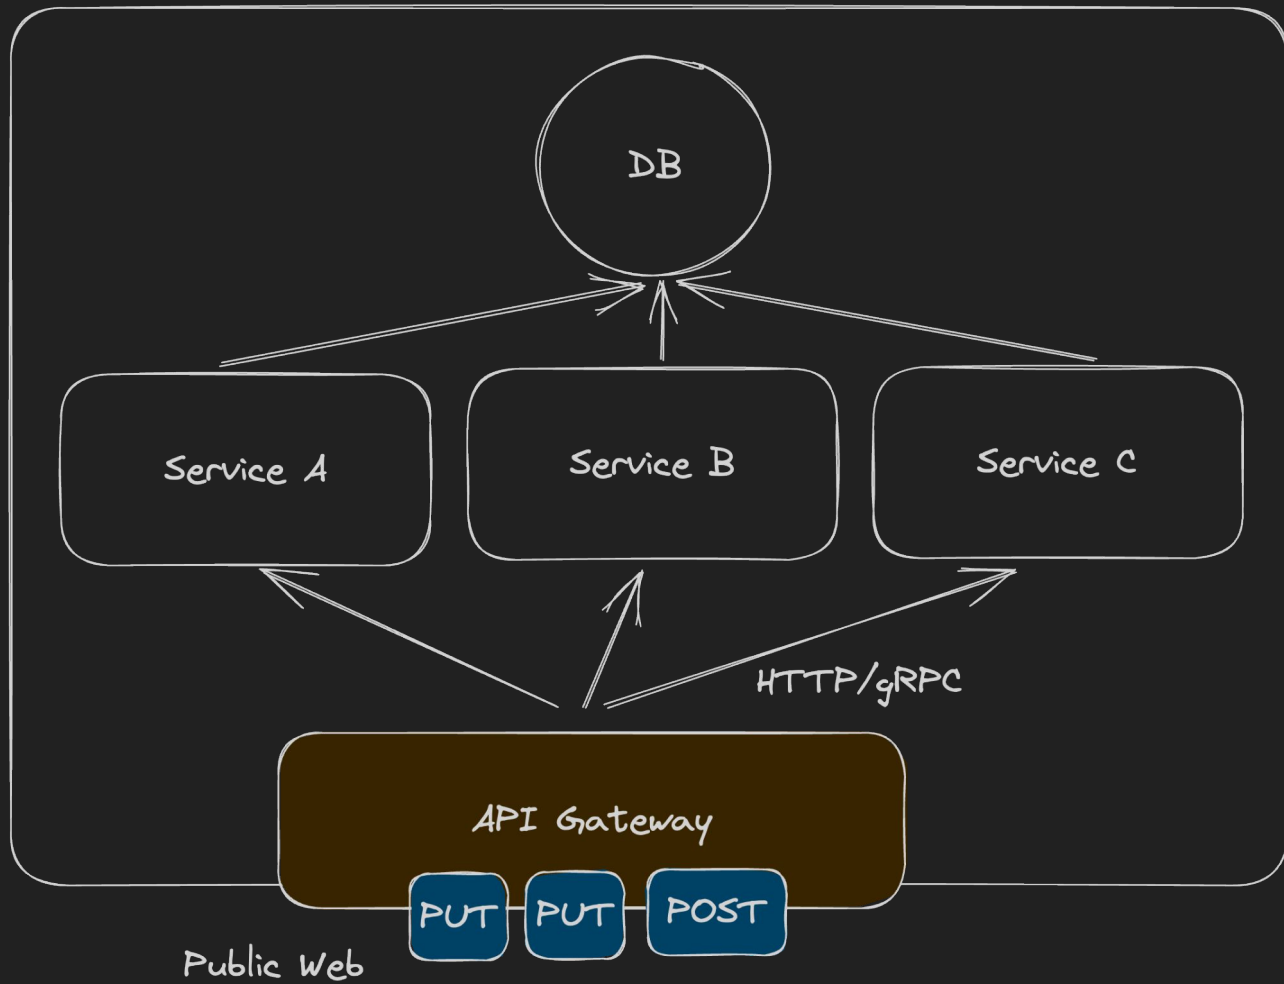 DB
Service A
Service B
Service C
HTTP/gRPC
API Gateway
PUT
PUT
POST
Public Web